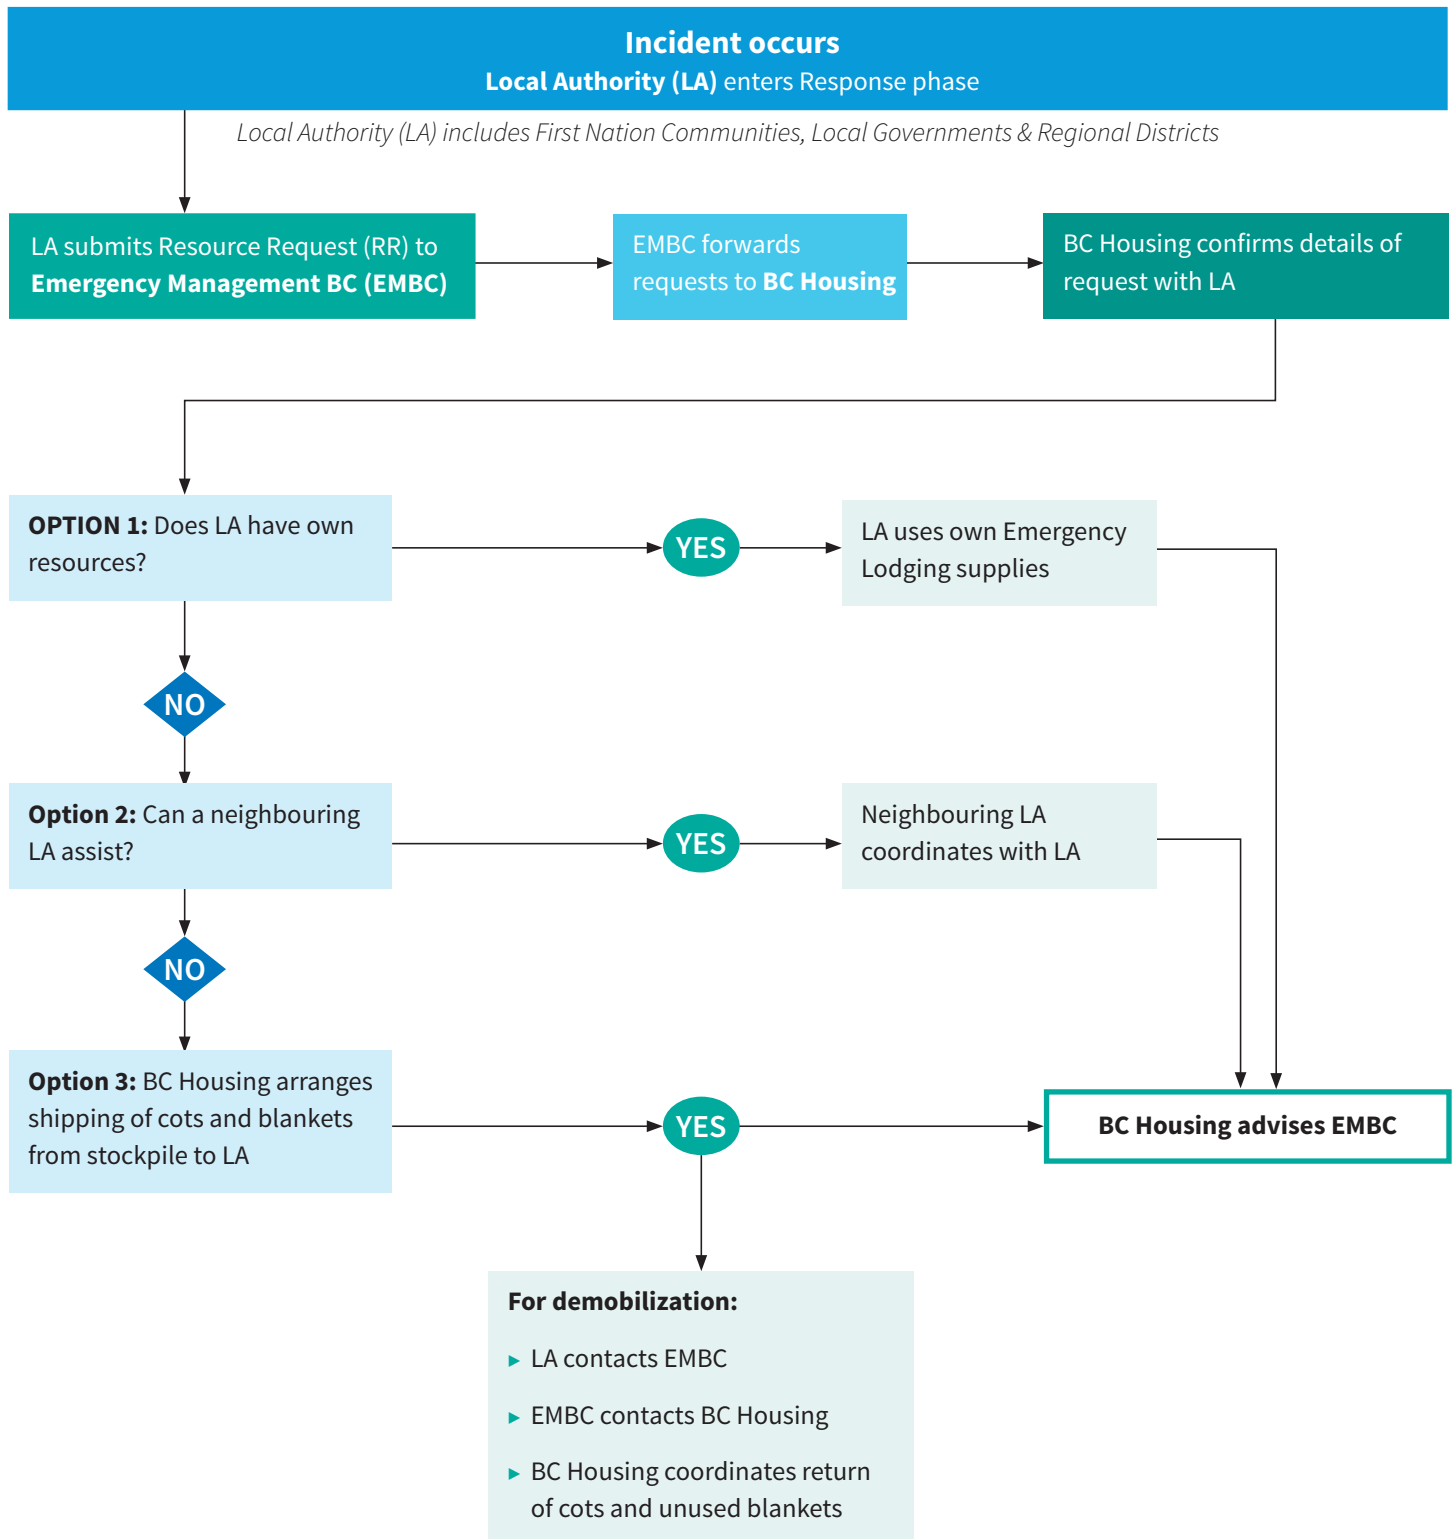 Incident occurs
Local Authority (LA) enters Response phase
Local Authority (LA) includes First Nation Communities, Local Governments & Regional Districts
LA submits Resource Request (RR) to
Emergency Management BC (EMBC)
EMBC forwards
requests to BC Housing
BC Housing confirms details of
request with LA
OPTION 1: Does LA have own
resources?
YES
LA uses own Emergency
Lodging supplies
NO
Option 2: Can a neighbouring
LA assist?
YES
Neighbouring LA
coordinates with LA
NO
Option 3: BC Housing arranges
shipping of cots and blankets
from stockpile to LA
YES
BC Housing advises EMBC
For demobilization:
▸ LA contacts EMBC
▸ EMBC contacts BC Housing
▸ BC Housing coordinates return
of cots and unused blankets